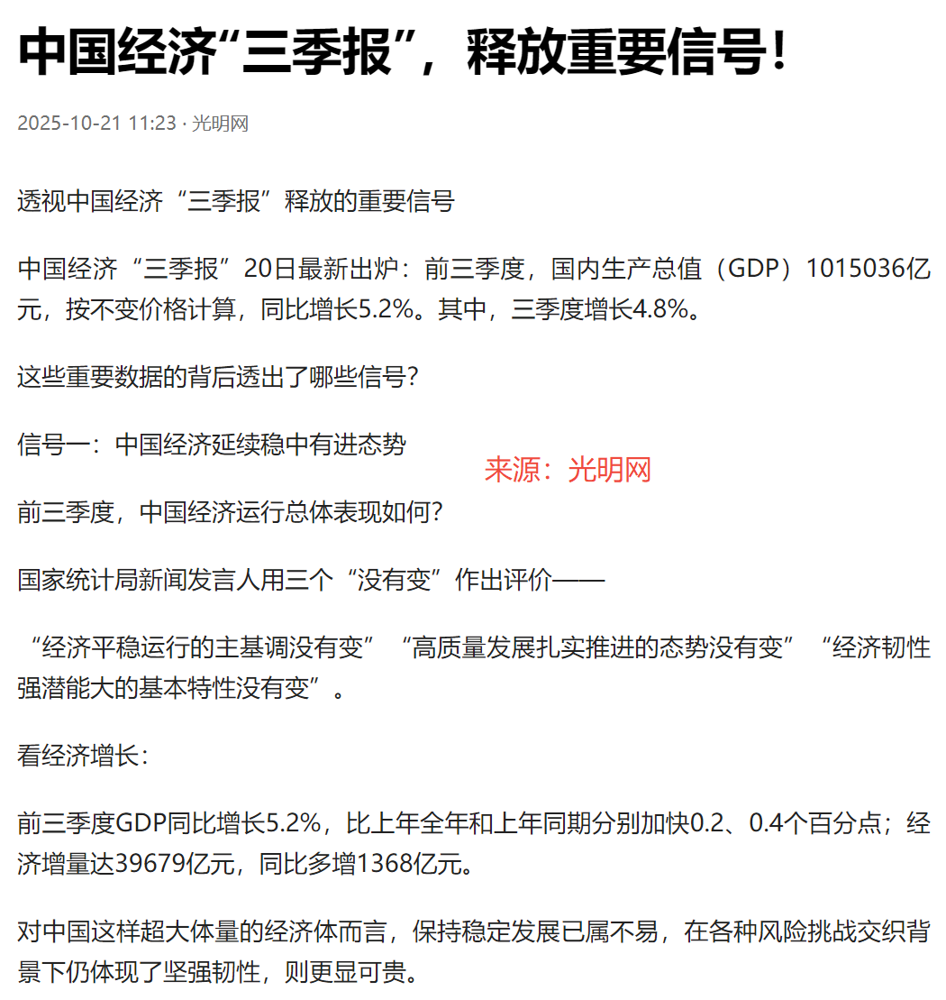 中国经济“三季报”，释放重要信号！
2025-10-21 11:23 · 光明网
透视中国经济“三季报”释放的重要信号
中国经济“三季报”20日最新出炉：前三季度，国内生产总值（GDP）1015036亿
元，按不变价格计算，同比增长5.2%。其中，三季度增长4.8%。
这些重要数据的背后透出了哪些信号？
信号一：中国经济延续稳中有进态势
来源：光明网
前三季度，中国经济运行总体表现如何？
国家统计局新闻发言人用三个“没有变”作出评价——
“经济平稳运行的主基调没有变”“高质量发展扎实推进的态势没有变”“经济韧性
强潜能大的基本特性没有变”。
看经济增长：
前三季度GDP同比增长5.2%，比上年全年和上年同期分别加快0.2、0.4个百分点；经
济增量达39679亿元，同比多增1368亿元。
对中国这样超大体量的经济体而言，保持稳定发展已属不易，在各种风险挑战交织背
景下仍体现了坚强韧性，则更显可贵。